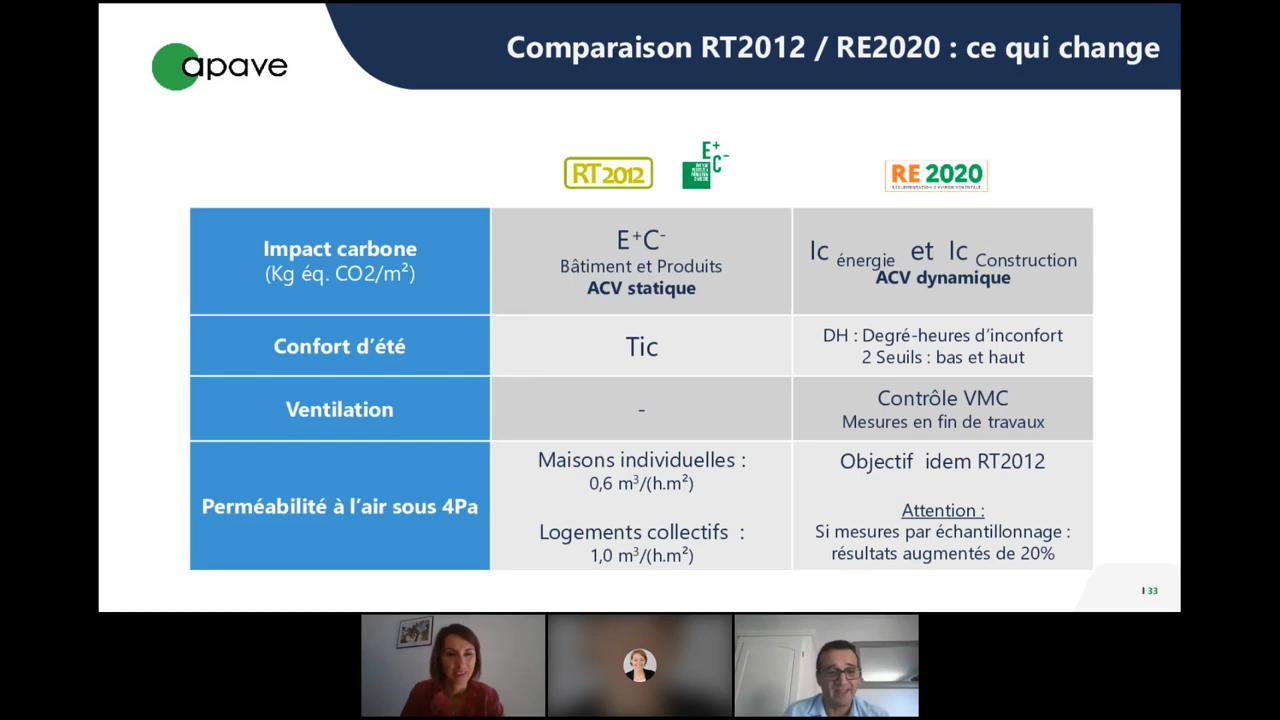 apave
Comparaison RT2012 / RE2020 : ce qui change
RT2012
E+
C-
RE 2020
Impact carbone
(Kg éq. CO2/m²)
E⁺C⁻
Bâtiment et Produits
ACV statique
Ic énergie et Ic Construction
ACV dynamique
Confort d’été
Tic
DH : Degré-heures d’inconfort
2 Seuils : bas et haut
Ventilation
-
Contrôle VMC
Mesures en fin de travaux
Perméabilité à l’air sous 4Pa
Maisons individuelles :
0,6 m³/(h.m²)
Logements collectifs :
1,0 m³/(h.m²)
Objectif idem RT2012
Attention :
Si mesures par échantillonnage :
résultats augmentés de 20%
I 33